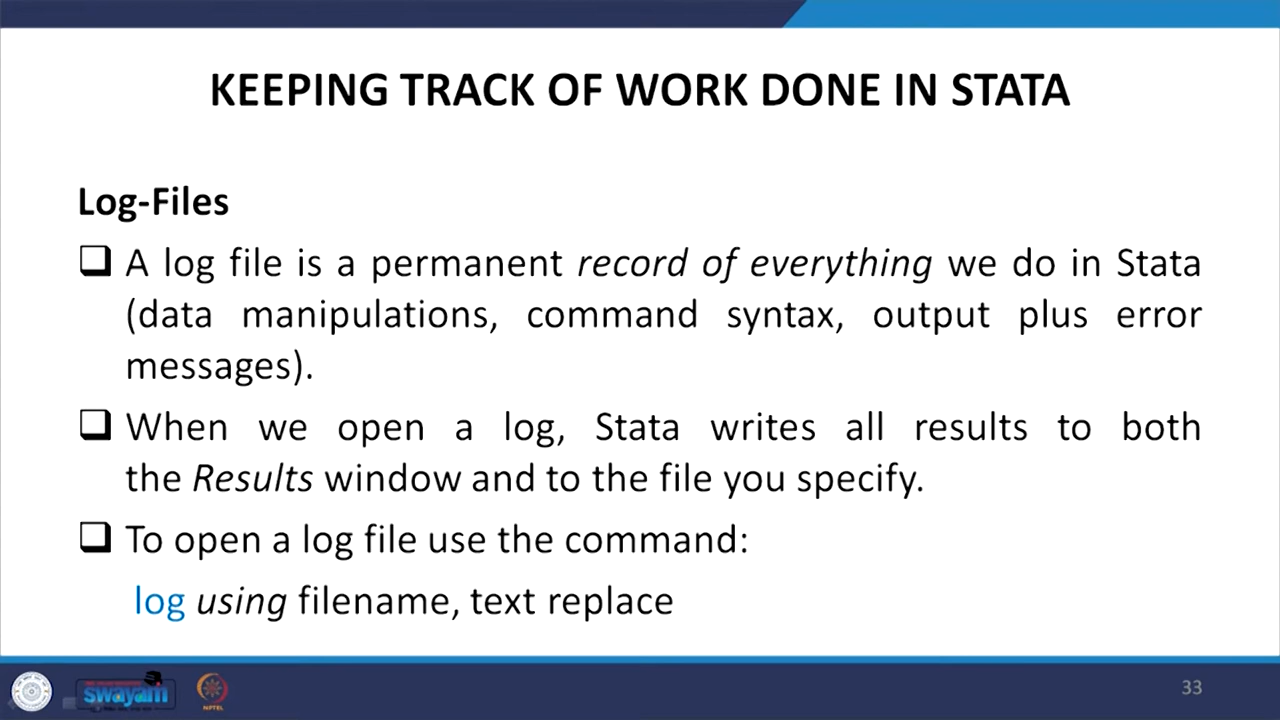 KEEPING TRACK OF WORK DONE IN STATA
Log-Files
A log file is a permanent record of everything we do in Stata
(data manipulations, command syntax, output plus error
messages).
When we open a log, Stata writes all results to both
the Results window and to the file you specify.
To open a log file use the command:
log using filename, text replace
swayam
NPTEL
33